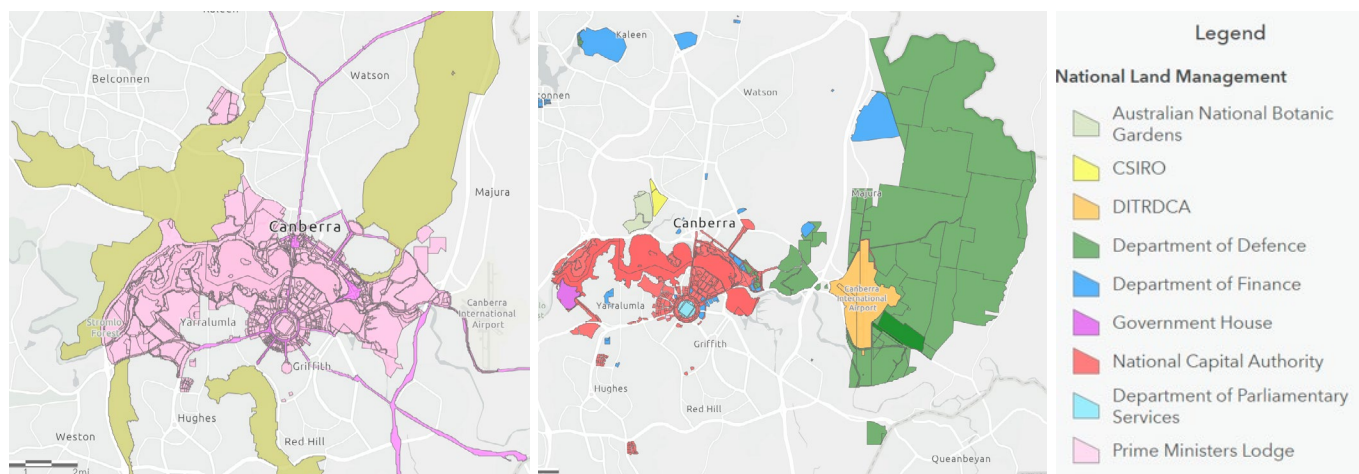 Kaleen
Belconnen
Watson
Majura
Canberra
Stromlo
Forest
Yarralumla
Canberra
International
Airport
Griffith
Hughes
Weston
Red Hill
1 2mi
Kaleen
onnen
Watson
Majura
Canberra
Canberra
International
Airport
Yarralumla
Griffith
Hughes
Red Hill
Queanbeyan
Legend
National Land Management
Australian National Botanic
Gardens
CSIRO
DITRDCA
Department of Defence
Department of Finance
Government House
National Capital Authority
Department of Parliamentary
Services
Prime Ministers Lodge